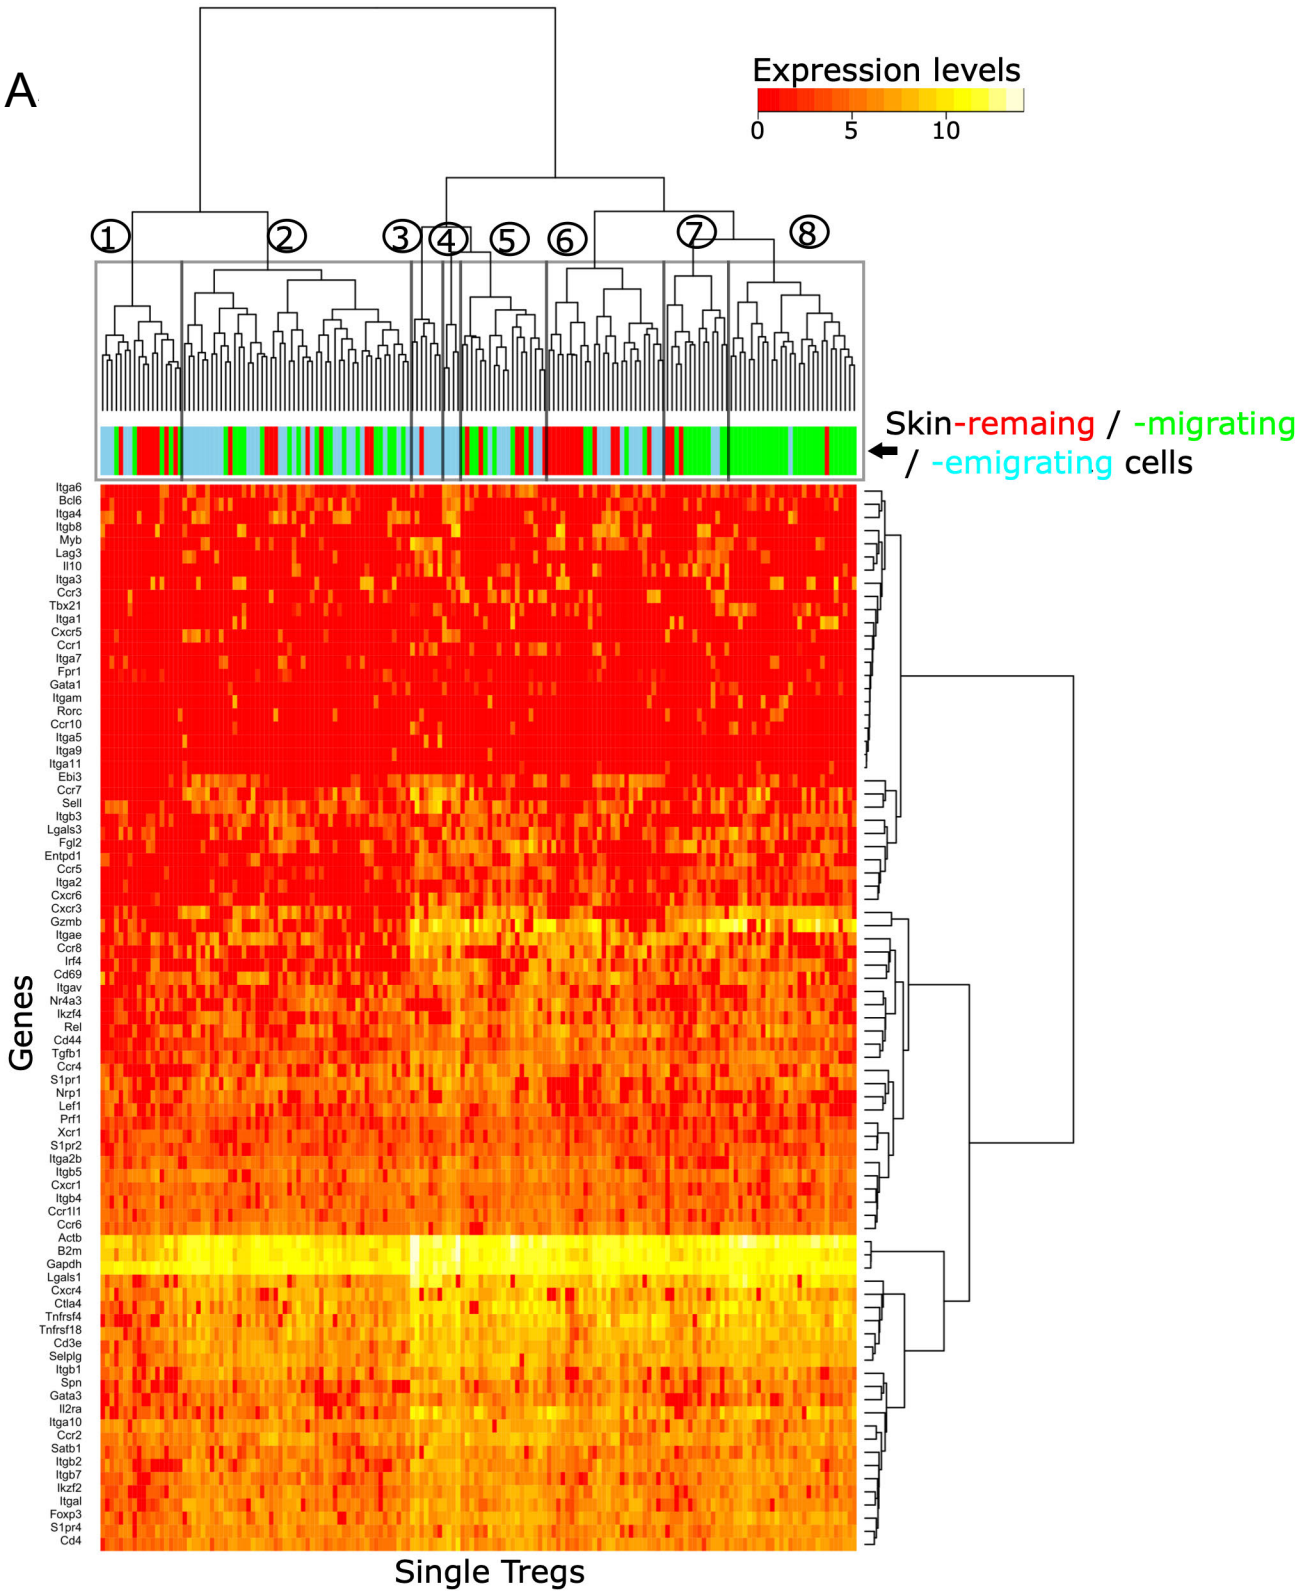 A.
Expression levels
0 5 10
① ② ③ ④ ⑤ ⑥ ⑦ ⑧
Skin-remaing / -migrating
/ -emigrating cells
Itga6
Bcl6
Itga4
Itgb8
Myb
Lag3
Il10
Itga3
Ccr3
Tbx21
Itga1
Cxcr5
Ccr1
Itga7
Fpr1
Gata1
Itgam
Rorc
Ccr10
Itga5
Itga9
Itga11
Ebi3
Ccr7
Sell
Itgb3
Lgals3
Fgl2
Entpd1
Ccr5
Itga2
Cxcr6
Cxcr3
Gzmb
Itgae
Ccr8
Irf4
Cd69
Itgav
Nr4a3
Ikzf4
Rel
Cd44
Tgfb1
Ccr4
S1pr1
Nrp1
Lef1
Prf1
Xcr1
S1pr2
Itga2b
Itgb5
Cxcr1
Itgb4
Ccr1l1
Ccr6
Actb
B2m
Gapdh
Lgals1
Cxcr4
Ctla4
Tnfrsf4
Tnfrsf18
Cd3e
Selplg
Itgb1
Spn
Gata3
Il2ra
Itga10
Ccr2
Satb1
Itgb2
Itgb7
Ikzf2
Itgal
Foxp3
S1pr4
Cd4
Genes
Single Tregs